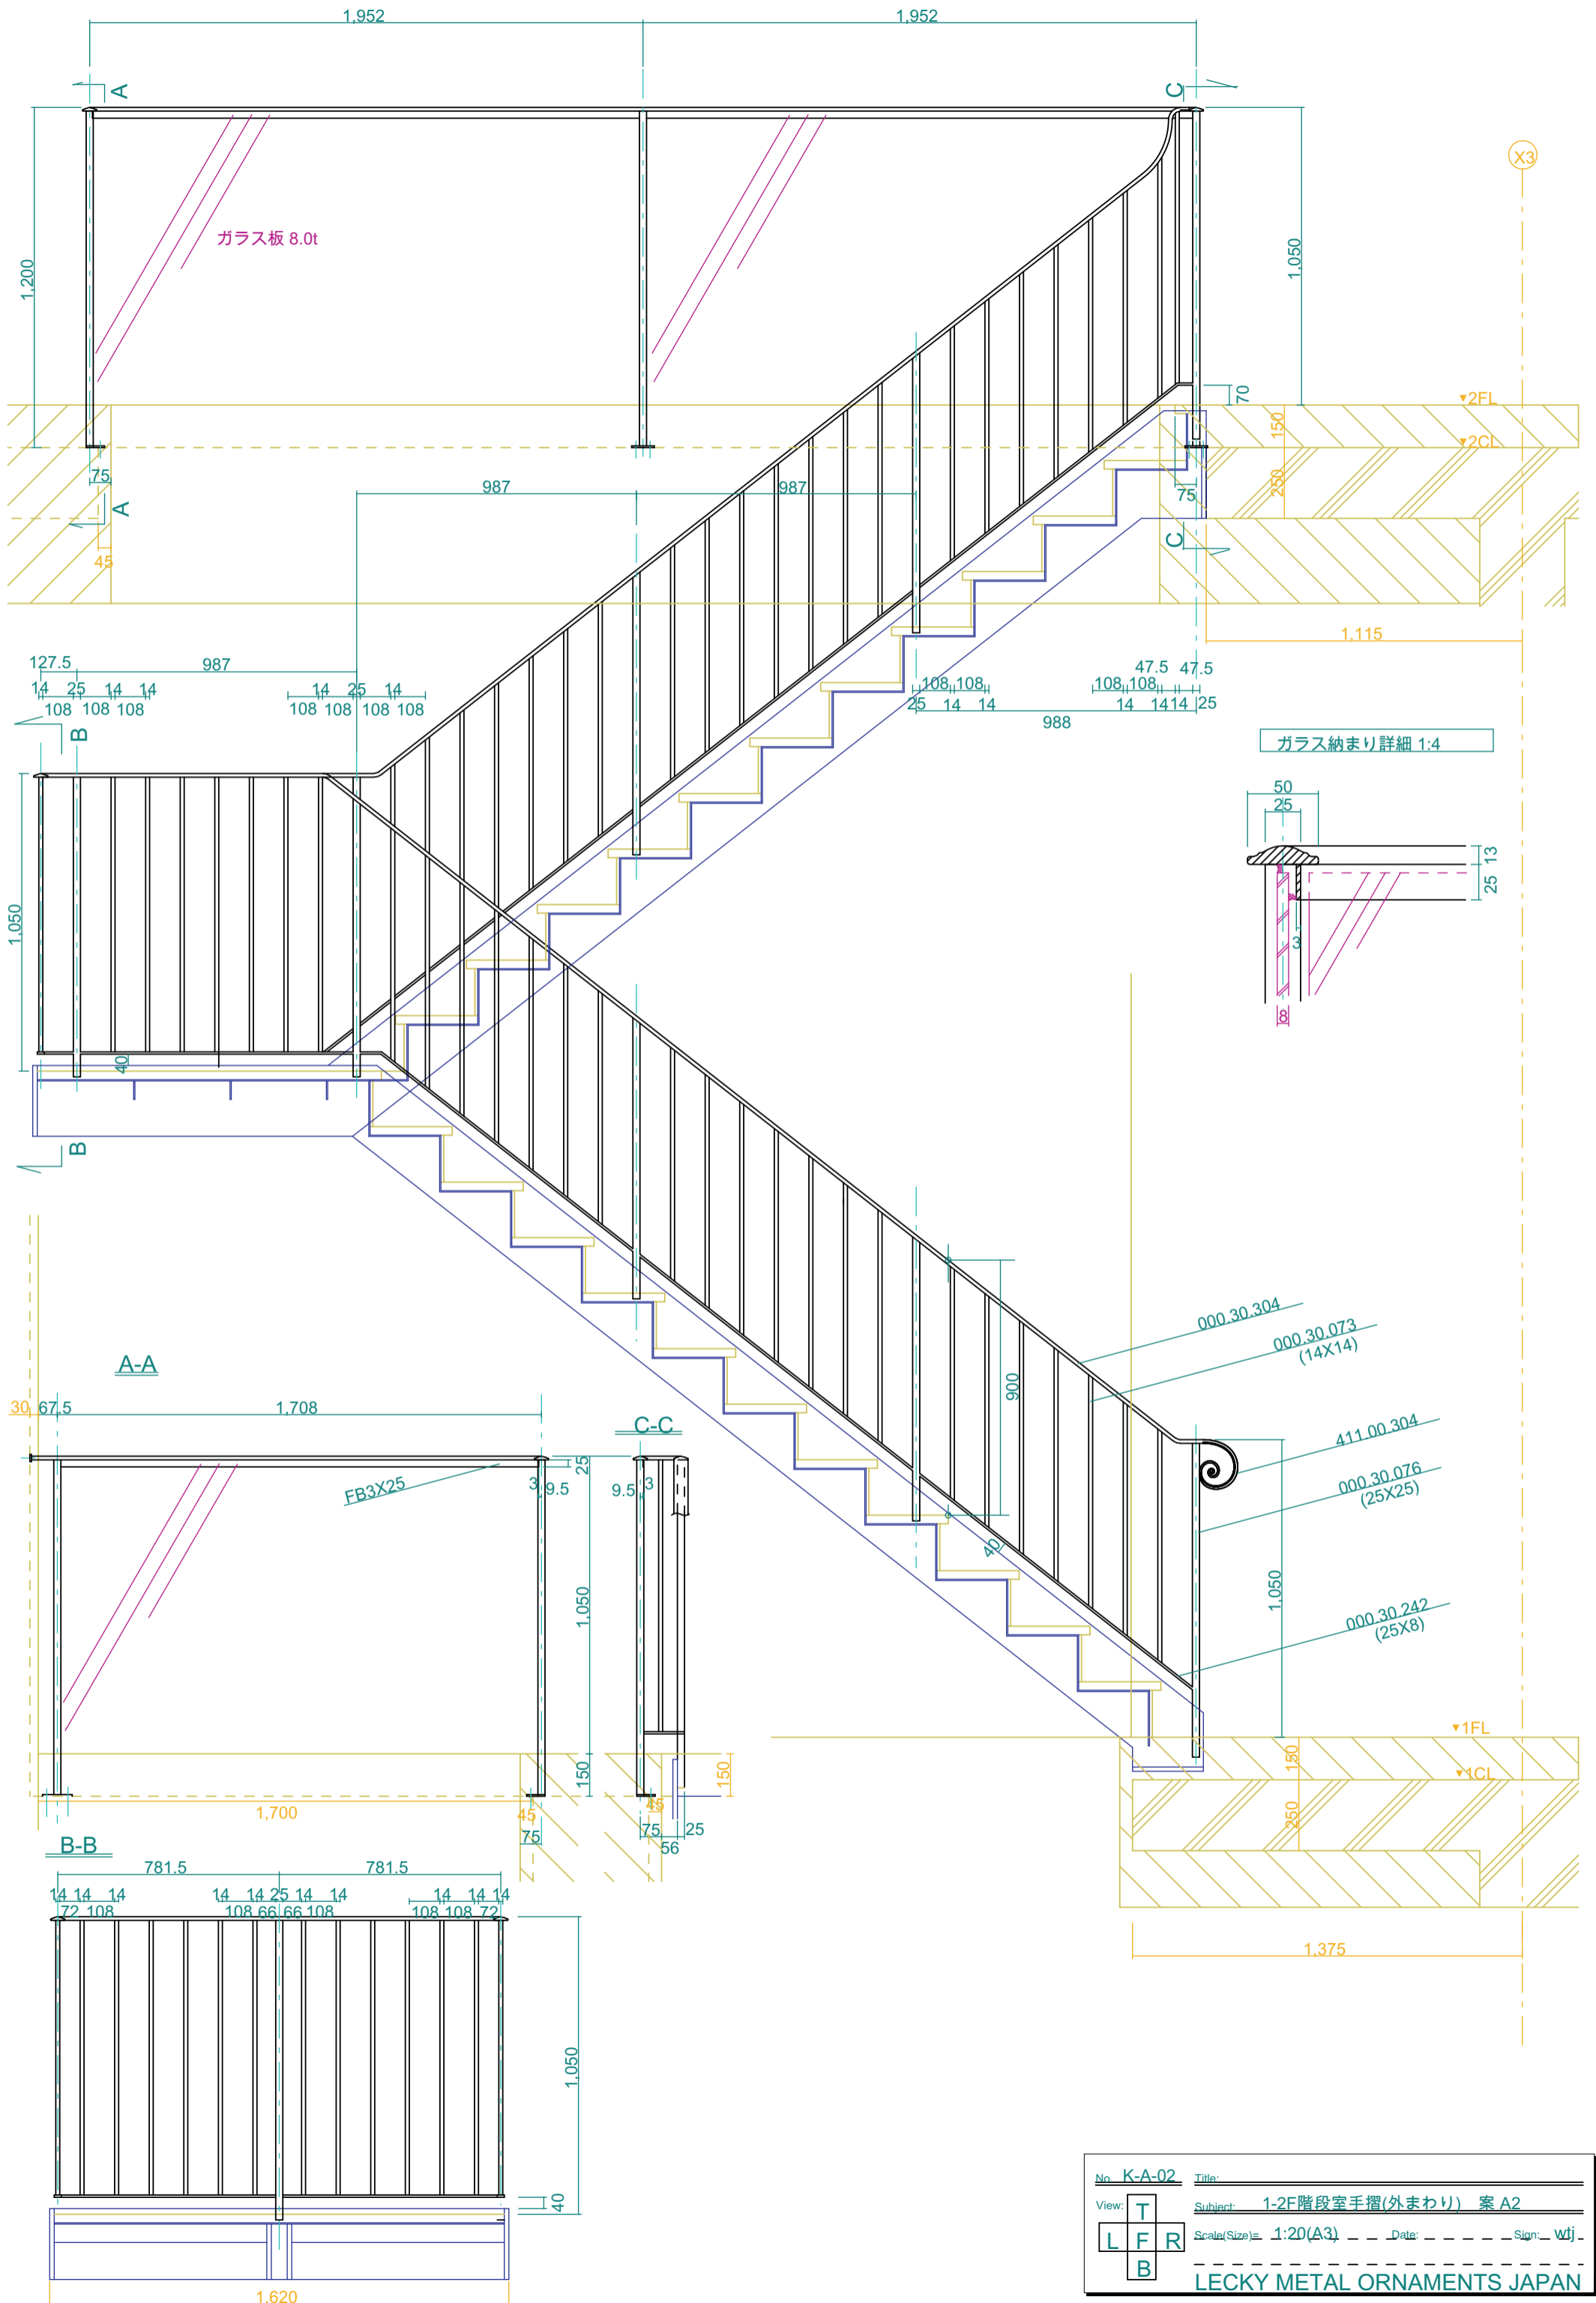 1,952
1,952
A
C
X3
ガラス板 8.0t
1,200
1,050
70
2FL
150
2CL
75
987
987
250
75
A
C
45
1,115
127.5
987
47.5 47.5
14 25 14 14
108 108 108
14 25 14
108 108 108 108
108 108
25 14 14
108 108
14 14 14 25
988
B
ガラス納まり詳細 1:4
50
25
13
25
3
8
1,050
40
B
000.30.304
000.30.073
(14X14)
900
A-A
30 67.5
1,708
C-C
411.00.304
25
FB3X25
3 9.5
9.5 3
000.30.076
(25X25)
40
1,050
1,050
000.30.242
(25X8)
1FL
150
150
150
1CL
1,700
45
75
45
75 25
56
250
B-B
781.5
781.5
14 14 14
72 108
14 14 25 14 14
108 66 66 108
14 14 14
108 108 72
1,375
1,050
40
1.620
No. K-A-02
Title:
View:
T
L F R
B
Subject: 1-2F階段室手摺(外まわり) 案 A2
Scale(Size)= 1:20(A3) Date: Sign: wtj
LECKY METAL ORNAMENTS JAPAN